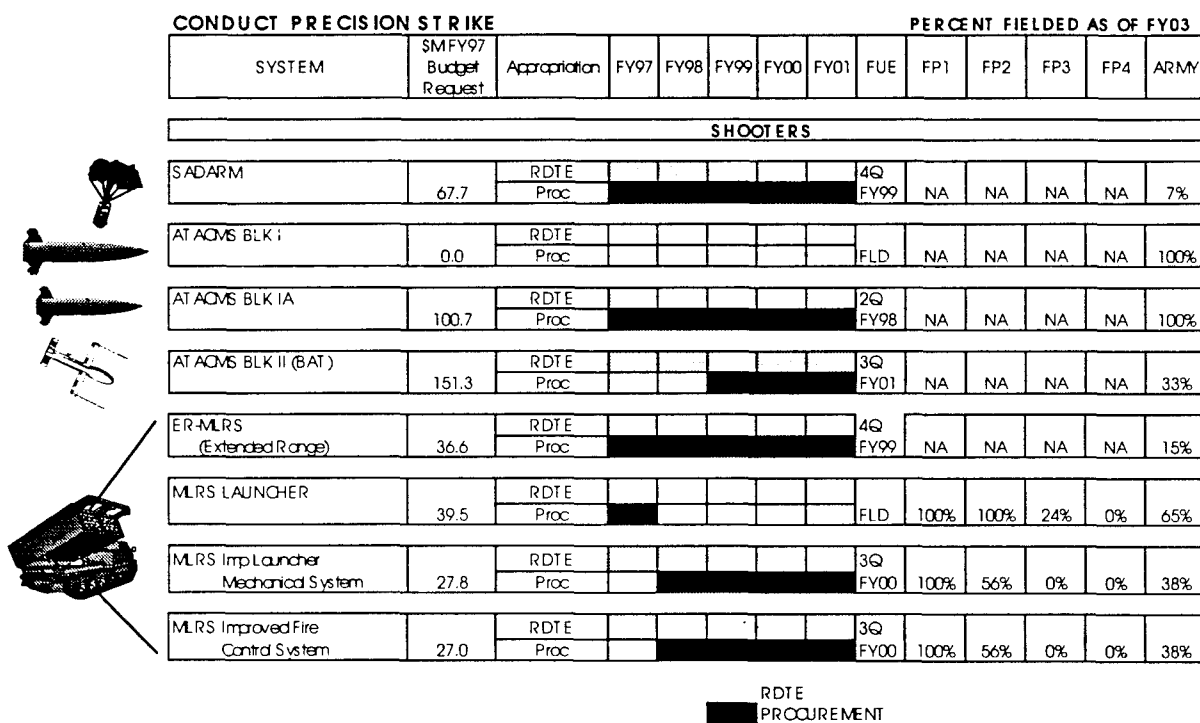 CONDUCT PRECISION STRIKE PERCENT FIELDED AS OF FY03
SYSTEM $MFY97 Budget Request Appropriation FY97 FY98 FY99 FY00 FY01 FUE FP1 FP2 FP3 FP4 ARMY
SHOOTERS
SADARM RDTE 4Q
67.7 Proc FY99 NA NA NA NA 7%
ATACMS BLK I RDTE
0.0 Proc FLD NA NA NA NA 100%
ATACMS BLK IA RDTE 2Q
100.7 Proc FY98 NA NA NA NA 100%
ATACMS BLK II (BAT) RDTE 3Q
151.3 Proc FY01 NA NA NA NA 33%
ER-MLRS RDTE 4Q
(Extended Range) 36.6 Proc FY99 NA NA NA NA 15%
MLRS LAUNCHER RDTE
39.5 Proc FLD 100% 100% 24% 0% 65%
MLRS Imp Launcher RDTE 3Q
Mechanical System 27.8 Proc FY00 100% 56% 0% 0% 38%
MLRS Improved Fire RDTE 3Q
Control System 27.0 Proc FY00 100% 56% 0% 0% 38%
RDTE
PROCUREMENT